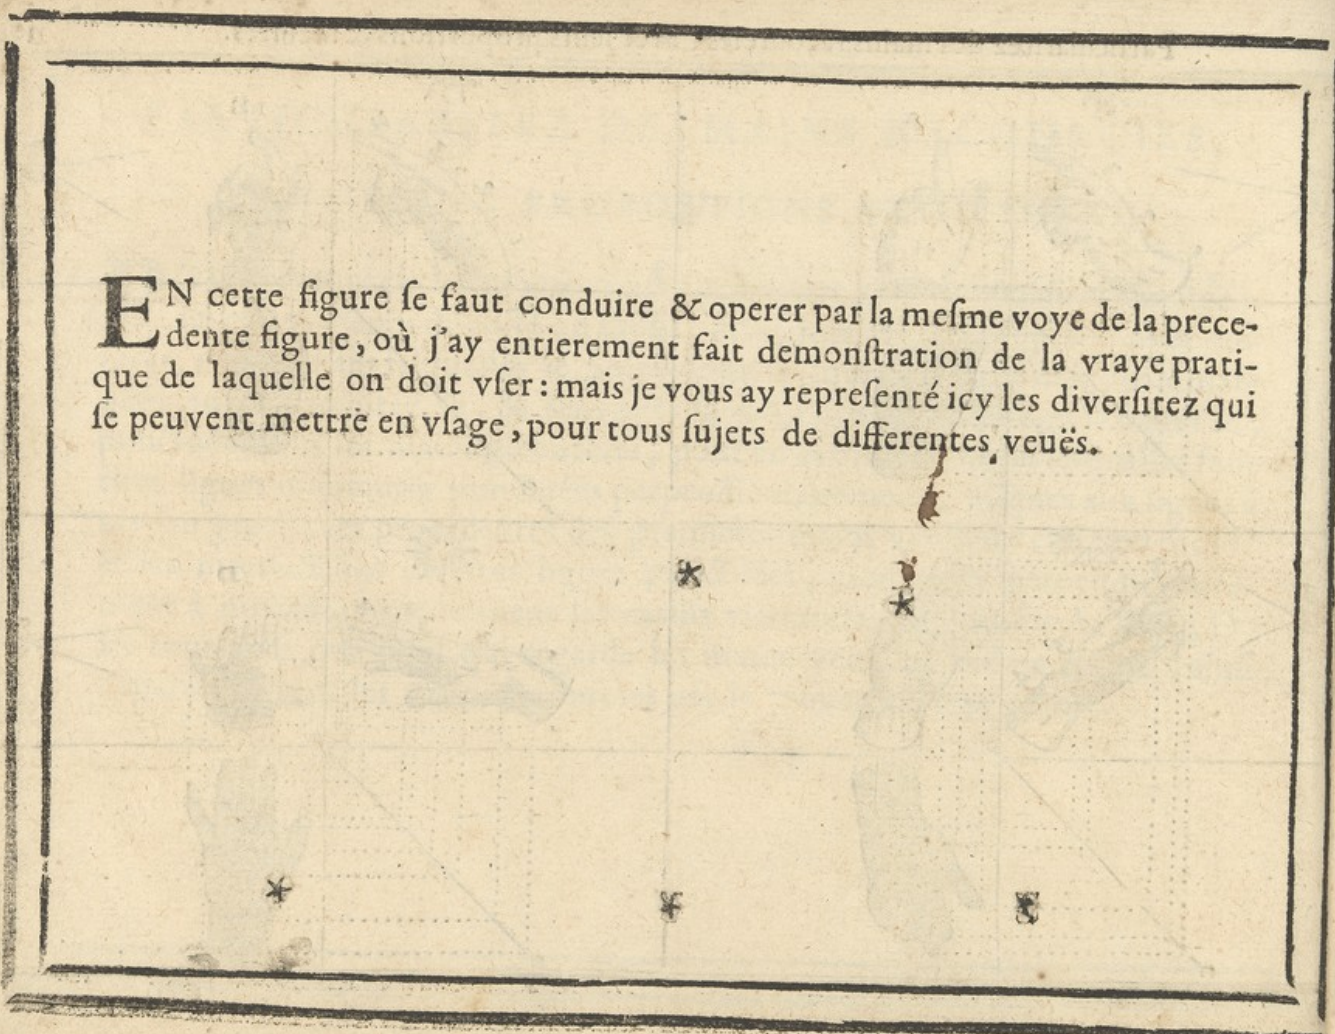 EN cette figure ſe faut conduire & operer par la meſme voye de la prece-
dente figure, où j'ay entierement fait demonſtration de la vraye prati-
que de laquelle on doit vſer : mais je vous ay repreſenté icy les diverſitez qui
ſe peuvent mettre en vſage, pour tous ſujets de differentes veuës.
*
*
* * *